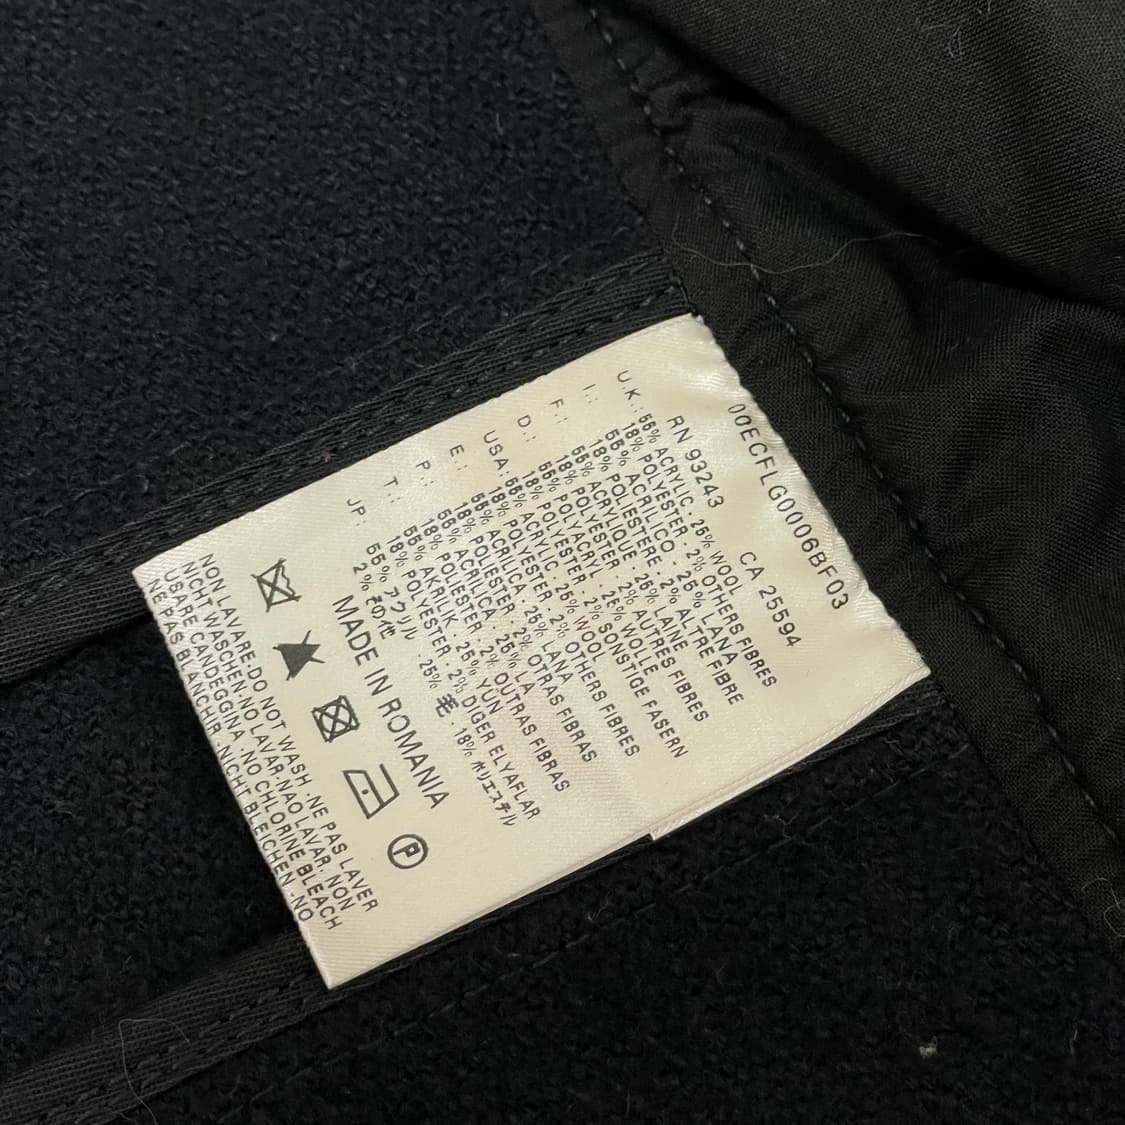 00ECFLG0006BF03
RN 93243 CA 25594
U.K.: 55% ACRYLIC · 25% WOOL
18% POLYESTER · 2% OTHERS FIBRES
I.: 55% ACRILICO · 25% LANA
18% POLIESTERE · 2% ALTRE FIBRE
F.: 55% ACRYLIQUE · 25% LAINE
18% POLYESTER · 2% AUTRES FIBRES
D.: 55% POLYACRYL · 25% WOLLE
18% POLYESTER · 2% SONSTIGE FASERN
USA: 55% ACRYLIC · 25% WOOL
18% POLYESTER · 2% OTHERS FIBRES
E.: 55% ACRILICA · 25% LANA
18% POLIESTER · 2% OTRAS FIBRAS
P.: 55% ACRILICA · 25% LA
18% POLIESTER · 2% OUTRAS FIBRAS
T.: 55% AKRILIK · 25% YÜN
18% POLYESTER · 2% DIGER ELYAFLAR
JP: 55% アクリル · 25% 毛 · 18% ポリエステル
2% その他
MADE IN ROMANIA
P
NON LAVARE·DO NOT WASH ·NE PAS LAVER
NICHT WASCHEN·NO LAVAR·NAO LAVAR. NON
USARE CANDEGGINA ·NO CHLORINE BLEACH
·NE PAS BLANCHIR ·NICHT BLEICHEN ·NO